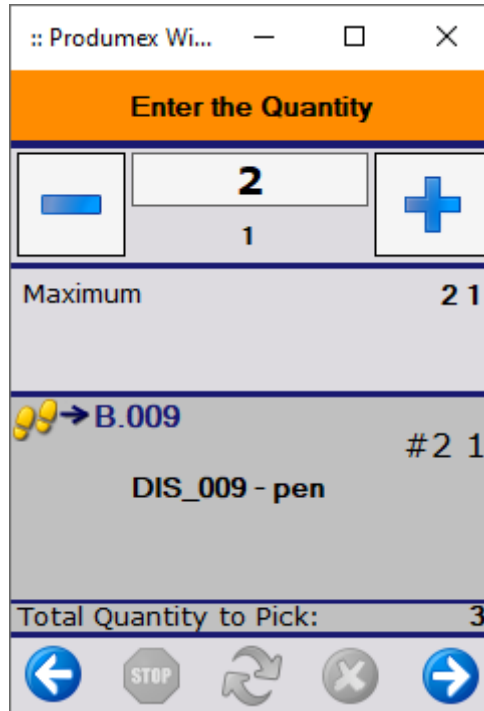 :: Produmex Wi...
Enter the Quantity
2
1
Maximum 2 1
B.009
#2 1
DIS_009 - pen
Total Quantity to Pick: 3
STOP